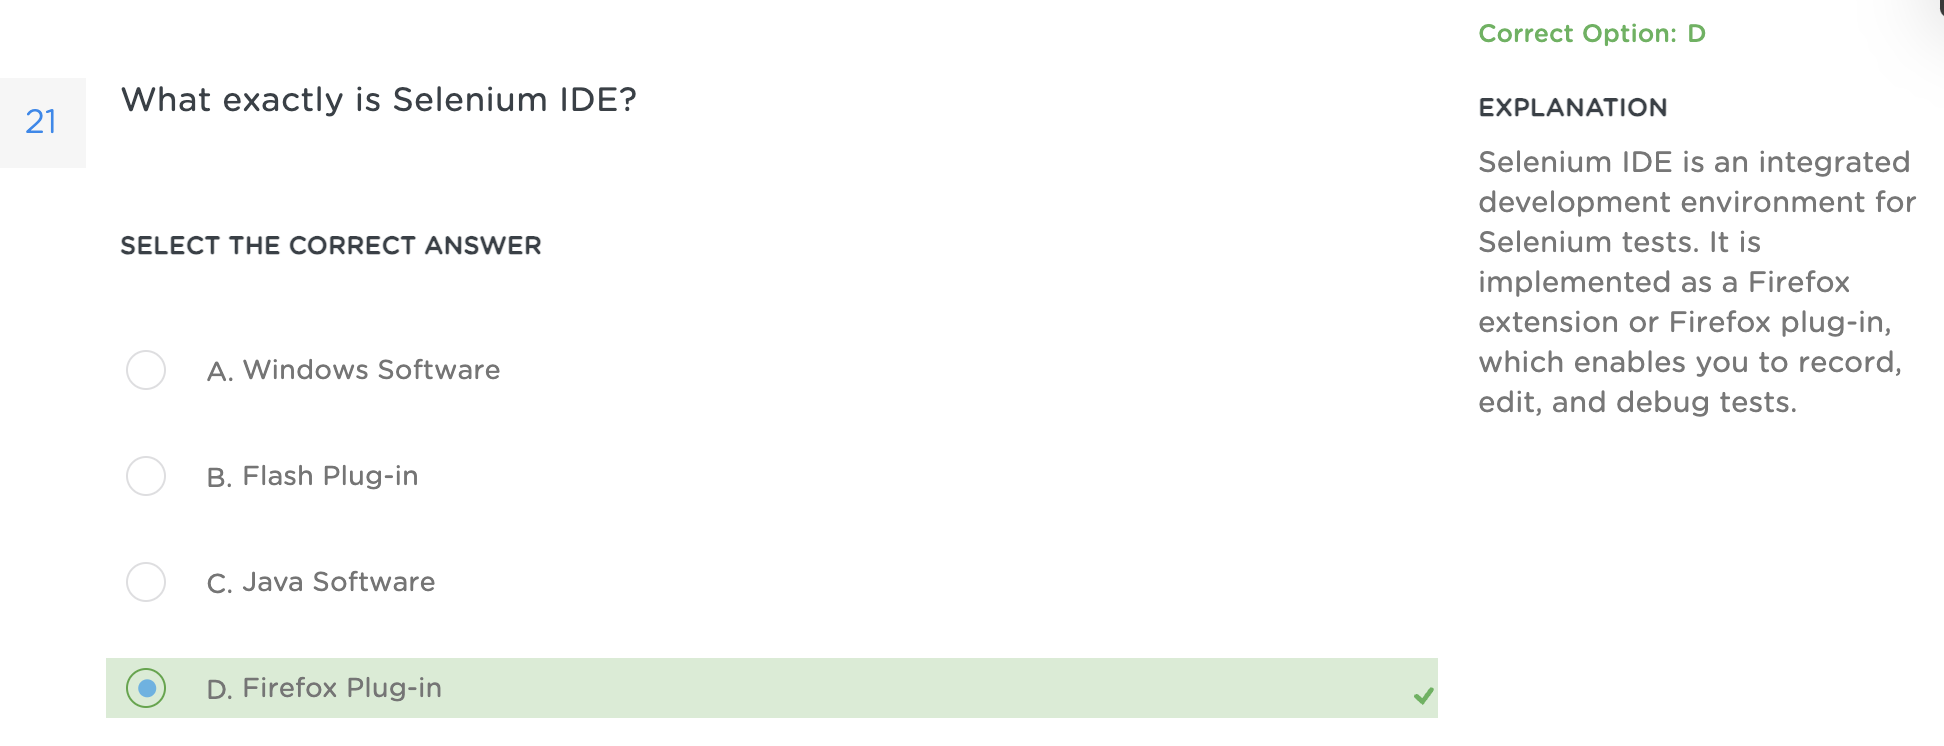 21
What exactly is Selenium IDE?
SELECT THE CORRECT ANSWER
A. Windows Software
B. Flash Plug-in
C. Java Software
D. Firefox Plug-in
Correct Option: D
EXPLANATION
Selenium IDE is an integrated
development environment for
Selenium tests. It is
implemented as a Firefox
extension or Firefox plug-in,
which enables you to record,
edit, and debug tests.